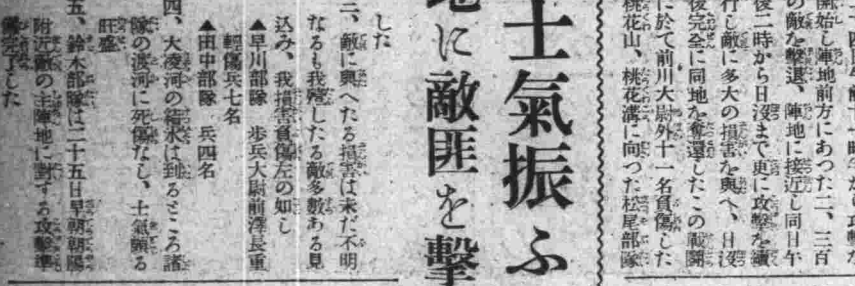 開始し陣地前方にあつた二、三百
の敵を撃退、陣地に接近し同日午
後二時から日沒まで更に攻撃を續
行し敵に多大の損害を與へ、日沒
後完全に同地を奪還したこの戰鬪
に於て前川大尉外十一名負傷した
桃花山、桃花溝に向つた松尾部隊
士氣振ふ
地に敵匪を撃
した
三、敵に與へたる損害は未だ不明
なるも我殪したる敵多數ある見
込み、我損害負傷左の如し
▲早川部隊 歩兵大尉前澤長重
輕傷兵七名
▲田中部隊 兵四名
四、大凌河の結氷は到るところ諸
隊の渡河に死傷なし、士氣頗る
旺盛
五、鈴木部隊は二十五日早朝朝陽
附近敵の主陣地に對する攻撃準
備完了した